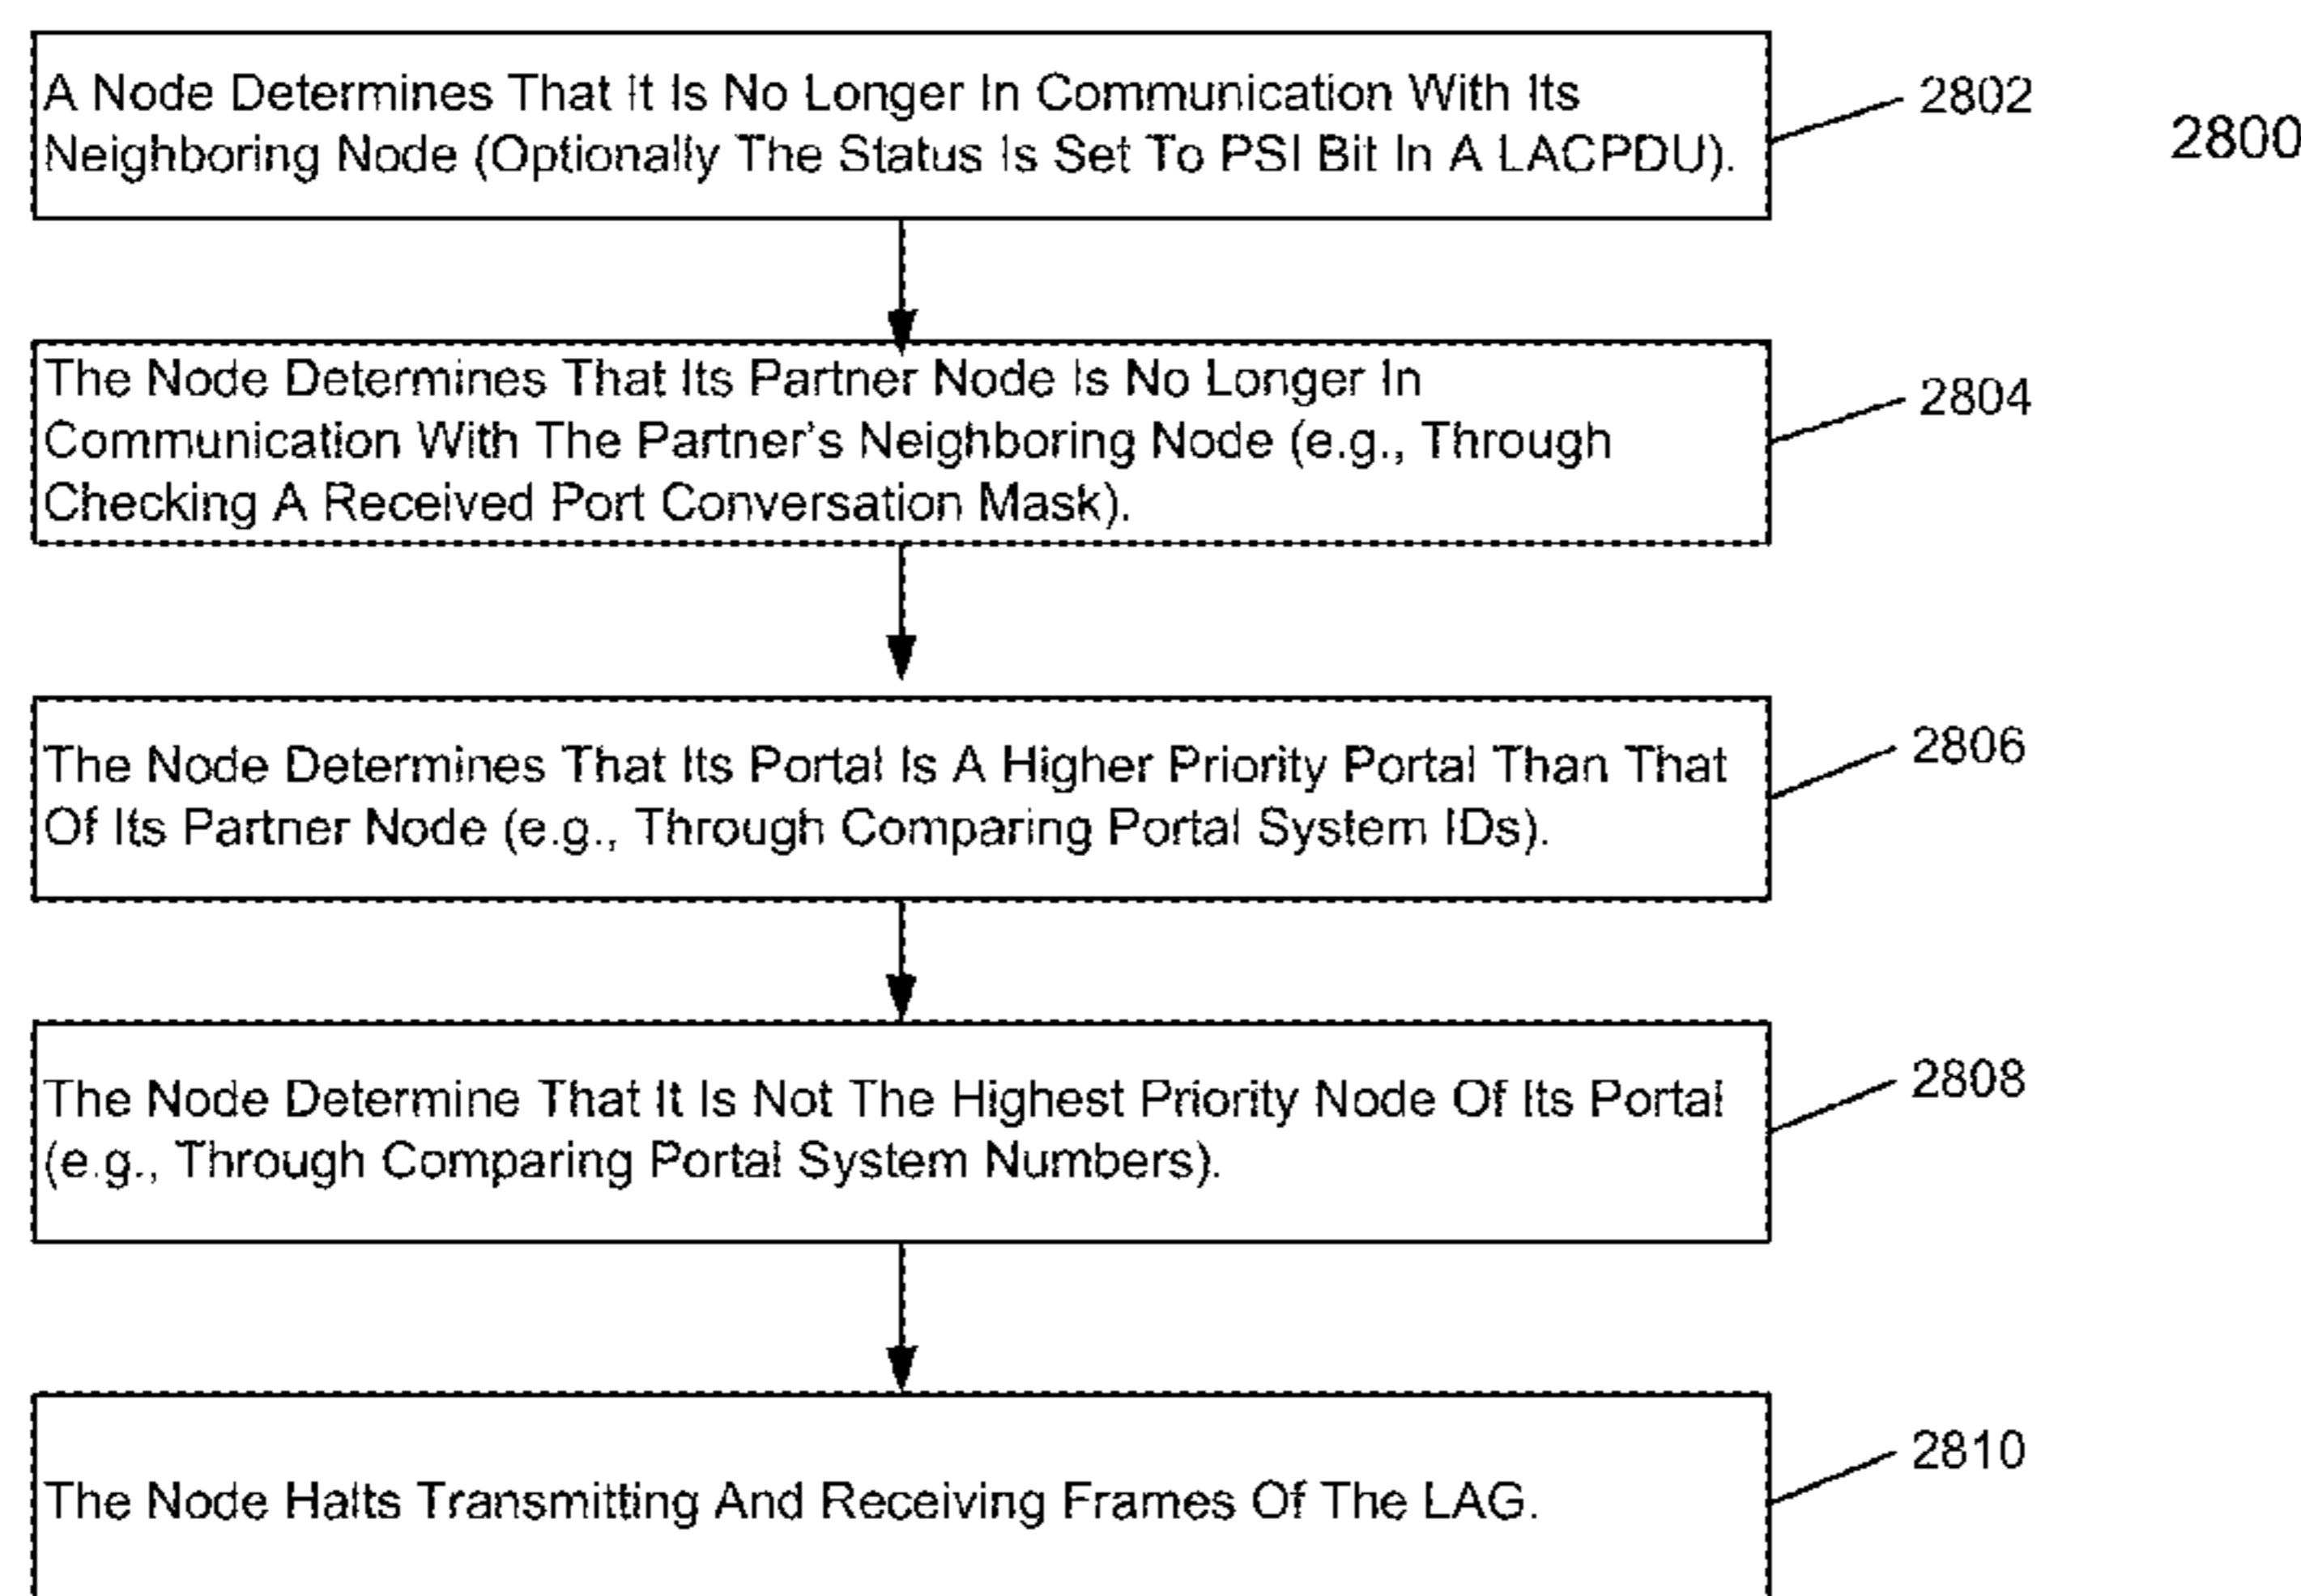 A Node Determines That It Is No Longer In Communication With Its
Neighboring Node (Optionally The Status Is Set To PSI Bit In A LACPDU).
2802
2800
The Node Determines That Its Partner Node Is No Longer In
Communication With The Partner's Neighboring Node (e.g., Through
Checking A Received Port Conversation Mask).
2804
The Node Determines That Its Portal Is A Higher Priority Portal Than That
Of Its Partner Node (e.g., Through Comparing Portal System IDs).
2806
The Node Determine That It Is Not The Highest Priority Node Of Its Portal
(e.g., Through Comparing Portal System Numbers).
2808
The Node Halts Transmitting And Receiving Frames Of The LAG.
2810